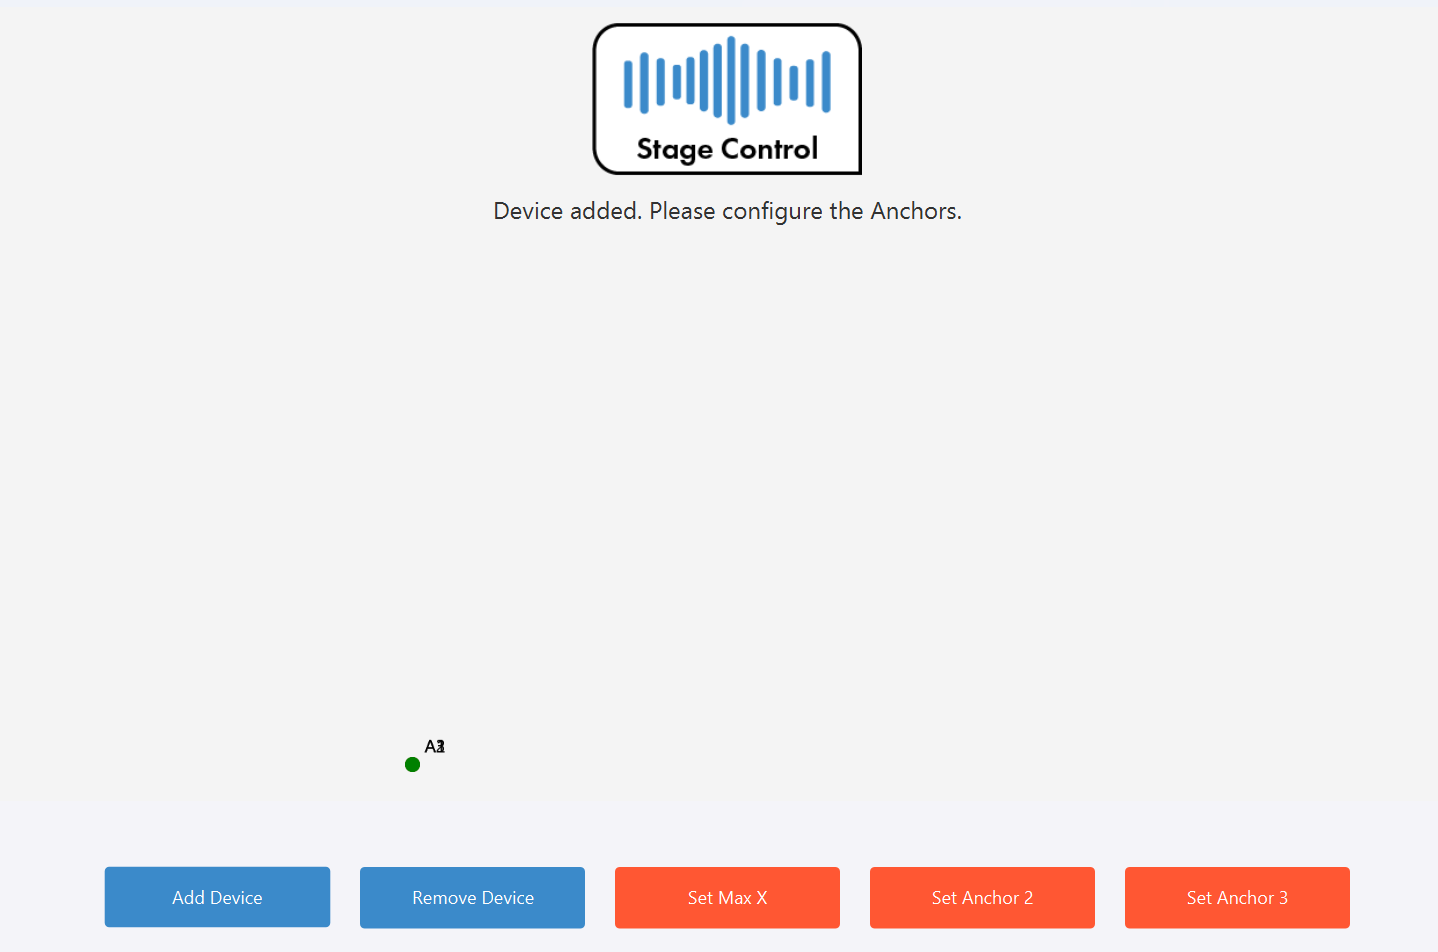 Stage Control
Device added. Please configure the Anchors.
Add Device
Remove Device
Set Max X
Set Anchor 2
Set Anchor 3